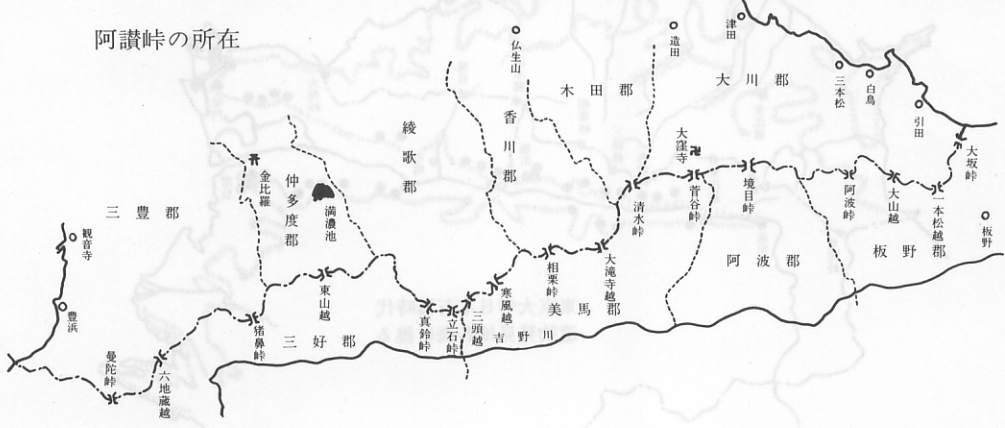 阿讃峠の所在
仏生山
造田
津田
三本松
白鳥
引田
木田郡
大川郡
綾歌郡
香川郡
大窪寺
大坂峠
金比羅
仲多度郡
満濃池
三豊郡
観音寺
豊浜
清水峠
菅谷峠
境目峠
阿波峠
大山越
一本松越
板野
阿波郡
板野郡
東山越
相栗峠
大滝寺越
美馬郡
寒風越
三頭越
立石峠
真鈴峠
猪鼻峠
三好郡
吉野川
曼陀峠
六地蔵越